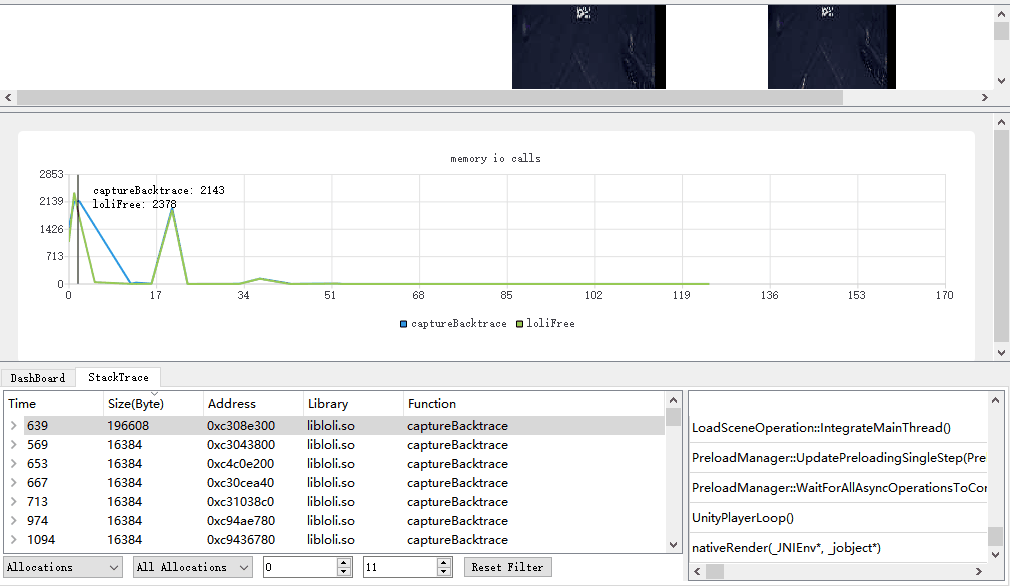 memory io calls
2853
captureBacktrace: 2143
2139
loliFree: 2378
1426
713
0
0 17 34 51 68 85 102 119 136 153 170
captureBacktrace loliFree
DashBoard StackTrace
Time Size(Byte) Address Library Function
639 196608 0xc308e300 libloli.so captureBacktrace
569 16384 0xc3043800 libloli.so captureBacktrace
653 16384 0xc4c0e200 libloli.so captureBacktrace
667 16384 0xc30cea40 libloli.so captureBacktrace
713 16384 0xc31038c0 libloli.so captureBacktrace
974 16384 0xc94ae780 libloli.so captureBacktrace
1094 16384 0xc9436780 libloli.so captureBacktrace
LoadSceneOperation::IntegrateMainThread()
PreloadManager::UpdatePreloadingSingleStep(Pre
PreloadManager::WaitForAllAsyncOperationsToCor
UnityPlayerLoop()
nativeRender(_JNIEnv*, _jobject*)
Allocations All Allocations 0 11 Reset Filter